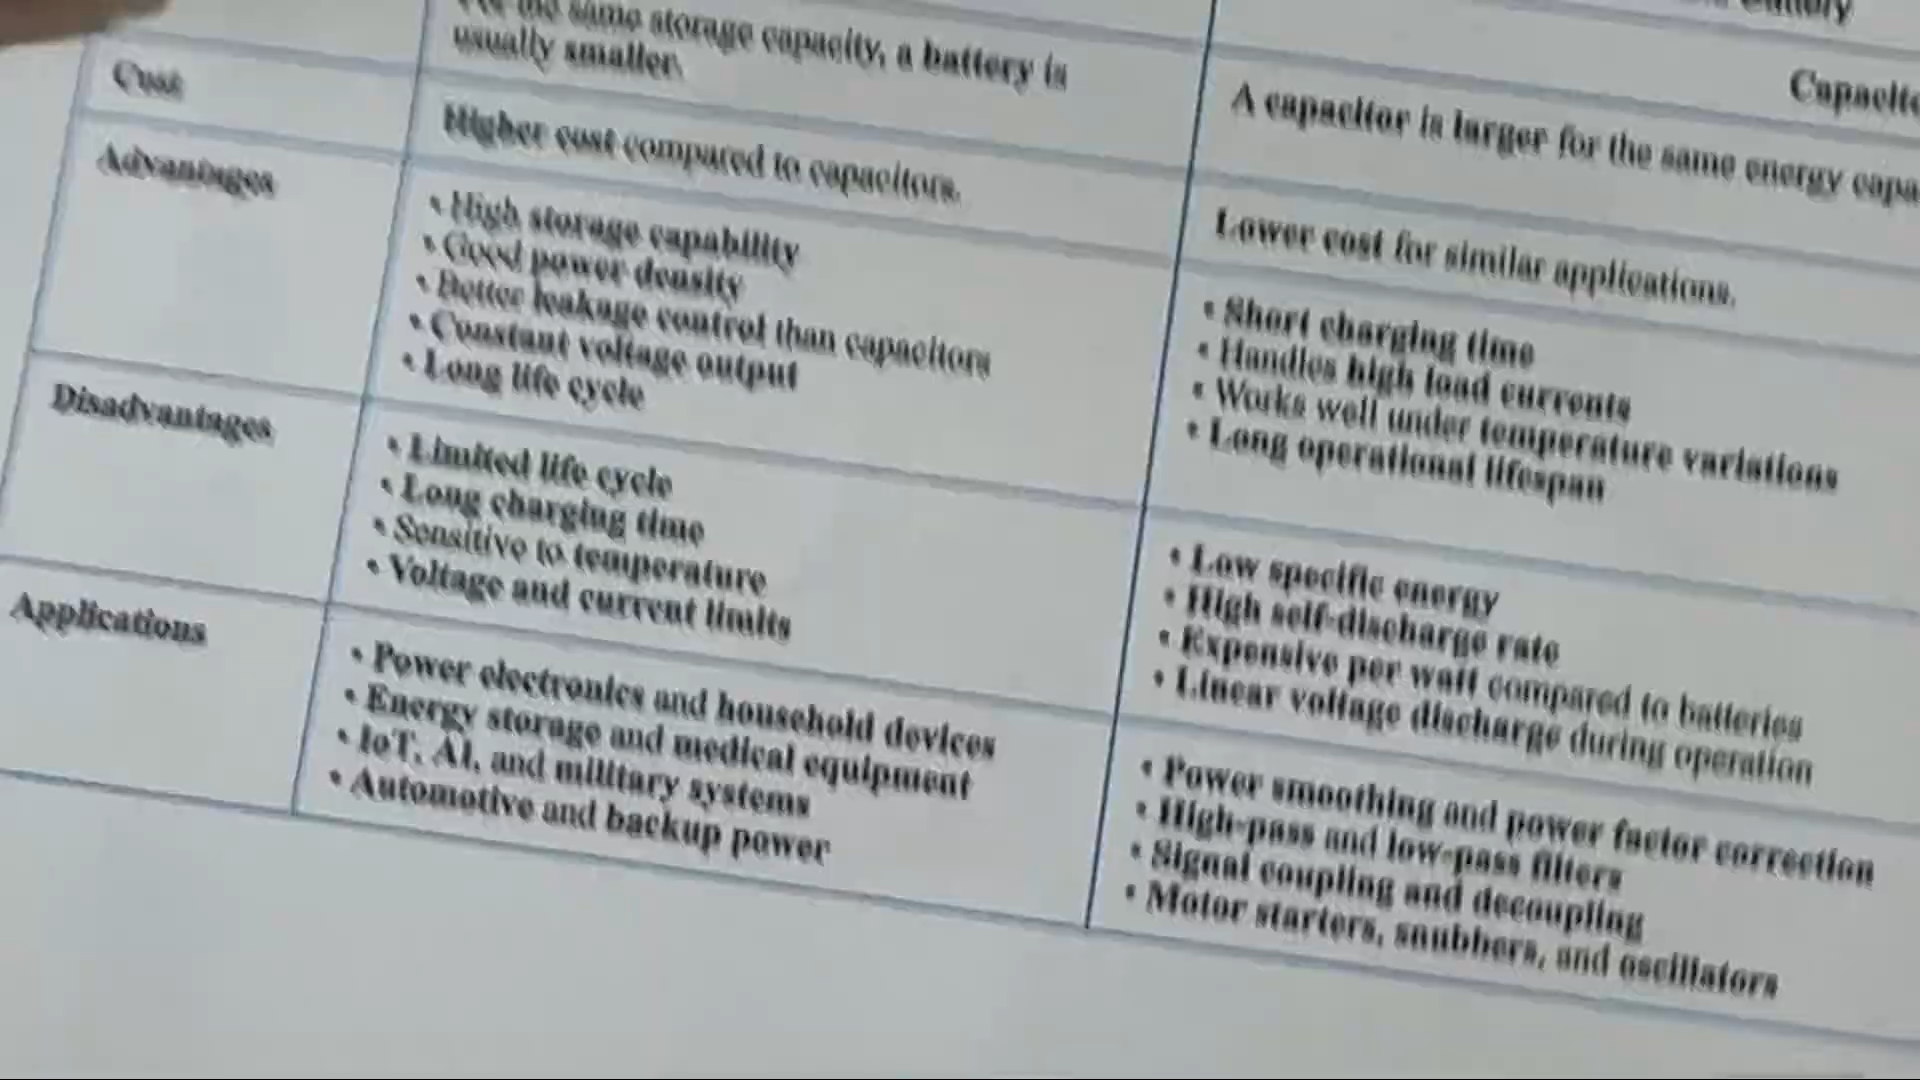 Battery
Capacito
For the same storage capacity, a battery is
usually smaller.
A capacitor is larger for the same energy capa
Cost
Higher cost compared to capacitors.
Lower cost for similar applications.
Advantages
• High storage capability
• Good power density
• Better leakage control than capacitors
• Constant voltage output
• Long life cycle
• Short charging time
• Handles high load currents
• Works well under temperature variations
• Long operational lifespan
Disadvantages
• Limited life cycle
• Long charging time
• Sensitive to temperature
• Voltage and current limits
• Low specific energy
• High self-discharge rate
• Expensive per watt compared to batteries
• Linear voltage discharge during operation
Applications
• Power electronics and household devices
• Energy storage and medical equipment
• IoT, AI, and military systems
• Automotive and backup power
• Power smoothing and power factor correction
• High-pass and low-pass filters
• Signal coupling and decoupling
• Motor starters, snubbers, and oscillators